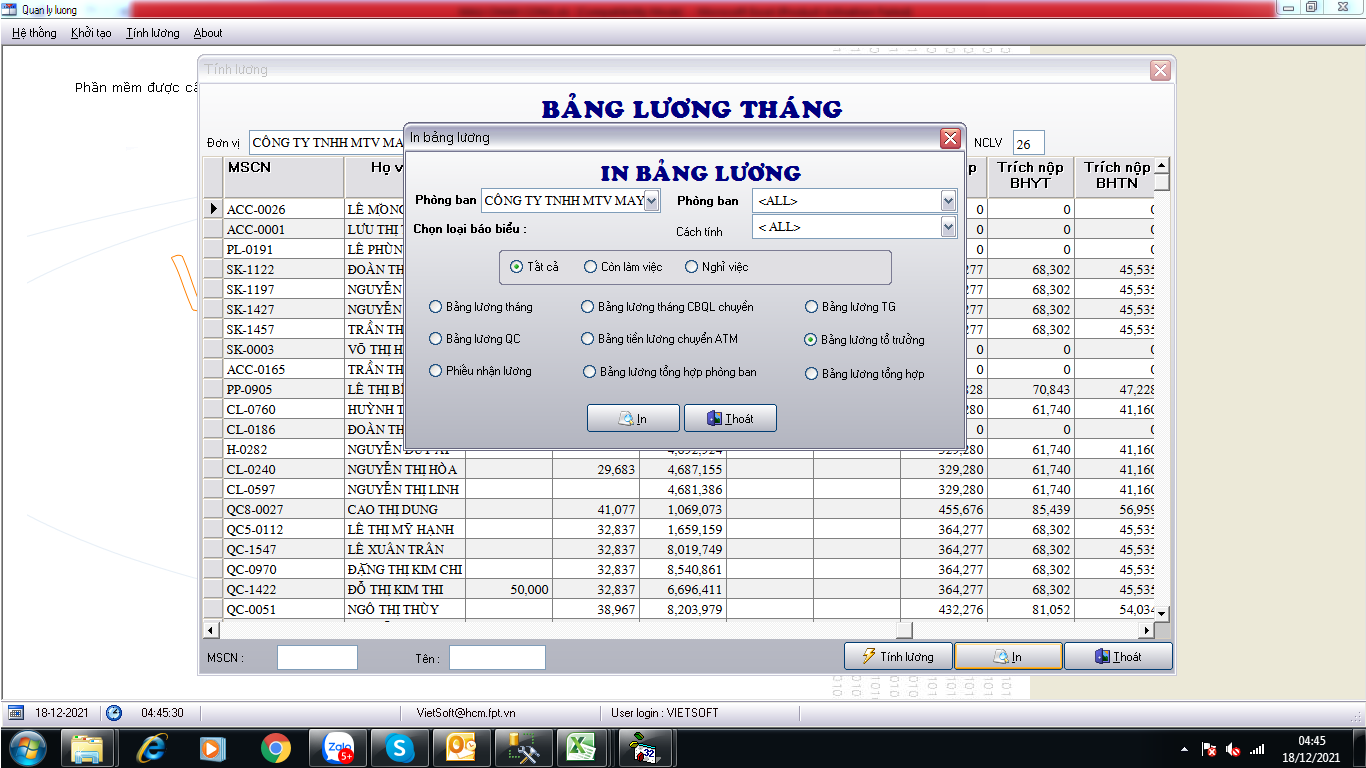 Quan ly luong
Hệ thống Khởi tạo Tính lương About
Phần mềm được
Tính lương
BẢNG LƯƠNG THÁNG
Đơn vị CÔNG TY TNHH MTV MA NCLV 26
In bảng lương
IN BẢNG LƯƠNG
Phòng ban CÔNG TY TNHH MTV MAY Phòng ban <ALL>
Chọn loại báo biểu : Cách tính < ALL>
Tất cả Còn làm việc Nghỉ việc
Bảng lương tháng Bảng lương tháng CBQL chuyền Bảng lương TG
Bảng lương QC Bảng tiền lương chuyển ATM Bảng lương tổ trưởng
Phiếu nhận lương Bảng lương tổng hợp phòng ban Bảng lương tổng hợp
In Thoát
MSCN Họ v p Trích nộp BHYT Trích nộp BHTN
ACC-0026 LÊ MỘNG 0 0 0
ACC-0001 LƯU THỊ 0 0 0
PL-0191 LÊ PHÙN 0 0 0
SK-1122 ĐOÀN TH 277 68,302 45,535
SK-1197 NGUYỄN 277 68,302 45,535
SK-1427 NGUYỄN 277 68,302 45,535
SK-1457 TRẦN TH 277 68,302 45,535
SK-0003 VÕ THỊ H 0 0 0
ACC-0165 TRẦN TH 0 0 0
PP-0905 LÊ THỊ B 828 70,843 47,228
CL-0760 HUỲNH T 280 61,740 41,160
CL-0186 ĐOÀN TH 0 0 0
H-0282 NGUYỄN DUY 4,692,924 329,280 61,740 41,160
CL-0240 NGUYỄN THỊ HÒA 29,683 4,687,155 329,280 61,740 41,160
CL-0597 NGUYỄN THỊ LINH 4,681,386 329,280 61,740 41,160
QC8-0027 CAO THỊ DUNG 41,077 1,069,073 455,676 85,439 56,959
QC5-0112 LÊ THỊ MỸ HẠNH 32,837 1,659,159 364,277 68,302 45,535
QC-1547 LÊ XUÂN TRÂN 32,837 8,019,749 364,277 68,302 45,535
QC-0970 ĐẶNG THỊ KIM CHI 32,837 8,540,861 364,277 68,302 45,535
QC-1422 ĐỖ THỊ KIM THI 50,000 32,837 6,696,411 364,277 68,302 45,535
QC-0051 NGÔ THỊ THÙY 38,967 8,203,979 432,276 81,052 54,034
MSCN : Tên : Tính lương In Thoát
18-12-2021 04:45:30 VietSoft@hcm.fpt.vn User login : VIETSOFT
Zalo 5+
04:45
18/12/2021